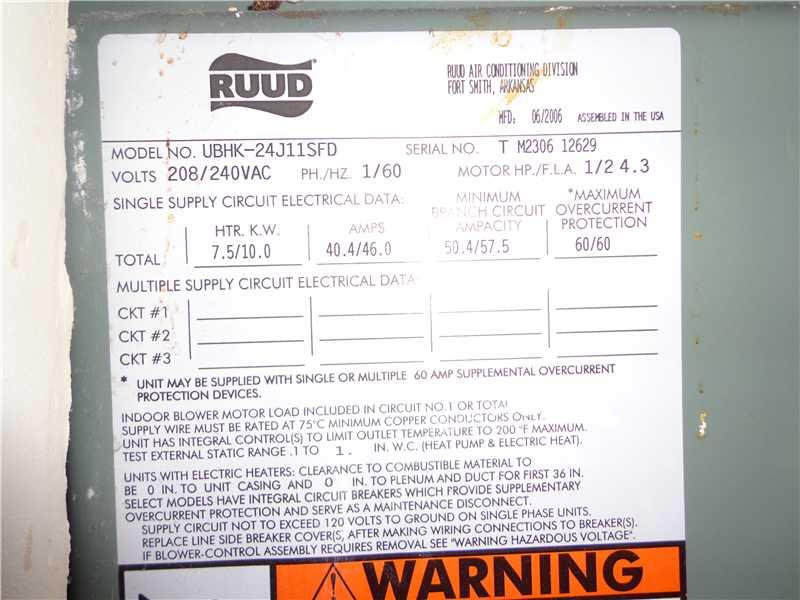 RUUD
RUUD AIR CONDITIONING DIVISION
FORT SMITH, ARKANSAS
MFD: 06/2006 ASSEMBLED IN THE USA
MODEL NO. UBHK-24J11SFD SERIAL NO. T M2306 12629
VOLTS 208/240VAC PH./HZ. 1/60 MOTOR HP./F.L.A. 1/2 4.3
SINGLE SUPPLY CIRCUIT ELECTRICAL DATA:
HTR. K.W. AMPS MINIMUM BRANCH CIRCUIT AMPACITY *MAXIMUM OVERCURRENT PROTECTION
TOTAL 7.5/10.0 40.4/46.0 50.4/57.5 60/60
MULTIPLE SUPPLY CIRCUIT ELECTRICAL DATA:
CKT #1
CKT #2
CKT #3
* UNIT MAY BE SUPPLIED WITH SINGLE OR MULTIPLE 60 AMP SUPPLEMENTAL OVERCURRENT
PROTECTION DEVICES.
INDOOR BLOWER MOTOR LOAD INCLUDED IN CIRCUIT NO.1 OR TOTAL
SUPPLY WIRE MUST BE RATED AT 75°C MINIMUM COPPER CONDUCTORS ONLY.
UNIT HAS INTEGRAL CONTROL(S) TO LIMIT OUTLET TEMPERATURE TO 200 °F MAXIMUM.
TEST EXTERNAL STATIC RANGE .1 TO 1. IN. W.C. (HEAT PUMP & ELECTRIC HEAT).
UNITS WITH ELECTRIC HEATERS: CLEARANCE TO COMBUSTIBLE MATERIAL TO
BE 0 IN. TO UNIT CASING AND 0 IN. TO PLENUM AND DUCT FOR FIRST 36 IN.
SELECT MODELS HAVE INTEGRAL CIRCUIT BREAKERS WHICH PROVIDE SUPPLEMENTARY
OVERCURRENT PROTECTION AND SERVE AS A MAINTENANCE DISCONNECT.
SUPPLY CIRCUIT NOT TO EXCEED 120 VOLTS TO GROUND ON SINGLE PHASE UNITS.
REPLACE LINE SIDE BREAKER COVER(S), AFTER MAKING WIRING CONNECTIONS TO BREAKER(S).
IF BLOWER-CONTROL ASSEMBLY REQUIRES REMOVAL SEE "WARNING HAZARDOUS VOLTAGE".
WARNING